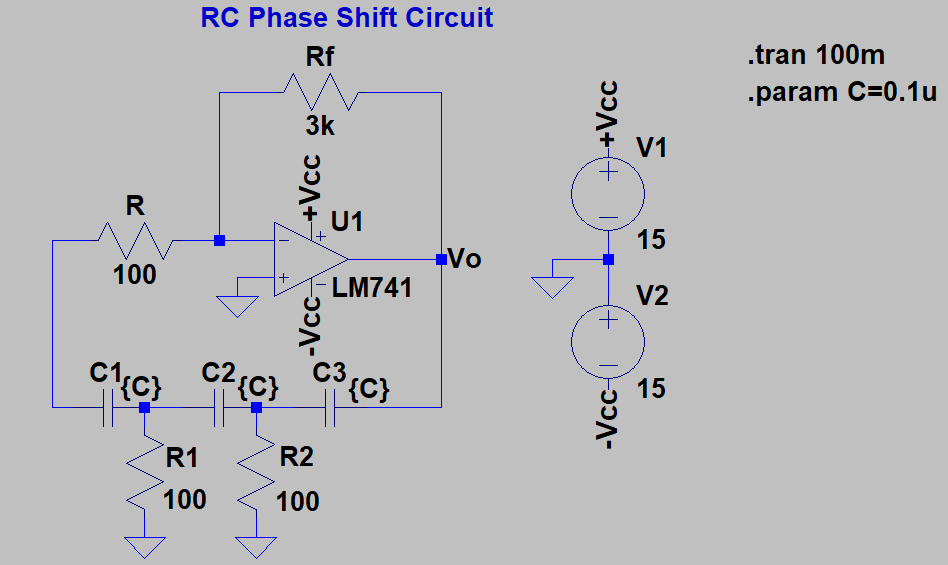 RC Phase Shift Circuit
Rf
3k
.tran 100m
.param C=0.1u
+Vcc
U1
LM741
-Vcc
Vo
R
100
C1
{C}
C2
{C}
C3
{C}
R1
100
R2
100
+Vcc
V1
15
V2
15
-Vcc